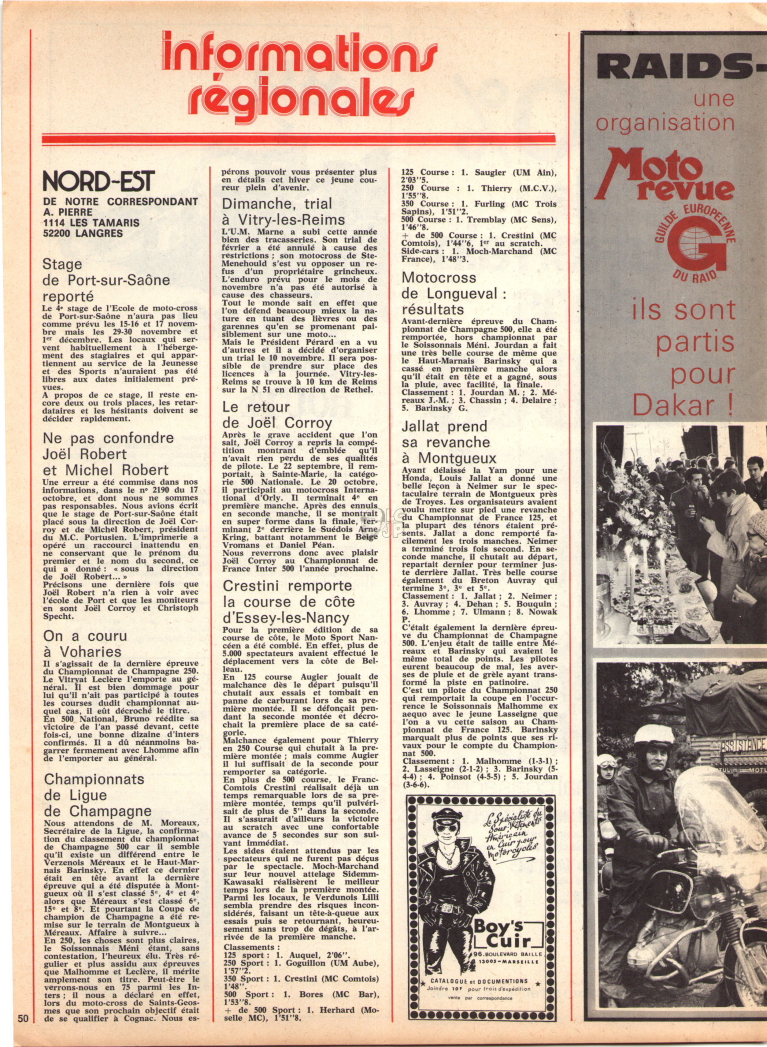 informations
régionales
NORD-EST
DE NOTRE CORRESPONDANT
A. PIERRE
1114 LES TAMARIS
52200 LANGRES
Stage
de Port-sur-Saône
reporté
Le 4e stage de l'Ecole de moto-cross
de Port-sur-Saône n'aura pas lieu
comme prévu les 15-16 et 17 novem-
bre mais les 29-30 novembre et
1er décembre. Les locaux qui ser-
vent habituellement à l'héberge-
ment des stagiaires et qui appar-
tiennent au service de la Jeunesse
et des Sports n'auraient pas été
libres aux dates initialement pré-
vues.
A propos de ce stage, il reste en-
core deux ou trois places, les retar-
dataires et les hésitants doivent se
décider rapidement.
Ne pas confondre
Joël Robert
et Michel Robert
Une erreur a été commise dans nos
informations, dans le n° 2190 du 17
octobre, et dont nous ne sommes
pas responsables. Nous avions écrit
que le stage de Port-sur-Saône était
placé sous la direction de Joël Cor-
roy et de Michel Robert, président
du M.C. Portusien. L'imprimerie a
opéré un raccourci inattendu en
ne conservant que le prénom du
premier et le nom du second, ce
qui a donné : « sous la direction
de Joël Robert... »
Précisons une dernière fois que
Joël Robert n'a rien à voir avec
l'école de Port et que les moniteurs
en sont Joël Corroy et Christoph
Specht.
On a couru
à Voharies
Il s'agissait de la dernière épreuve
du Championnat de Champagne 250.
Le Vitryat Leclère l'emporte au gé-
néral. Il est bien dommage pour
lui qu'il n'ait pas participé à toutes
les courses dudit championnat au-
quel cas, il eût décroché le titre.
En 500 National, Bruno réédite sa
victoire de l'an passé devant, cette
fois-ci, une bonne dizaine d'inters
confirmés. Il a dû néanmoins ba-
garrer fermement avec Lhomme afin
de l'emporter au général.
Championnats
de Ligue
de Champagne
Nous attendons de M. Moreaux,
Secrétaire de la Ligue, la confirma-
tion du classement du championnat
de Champagne 500 car il semble
qu'il existe un différend entre le
Verzenois Méreaux et le Haut-Mar-
nais Barinsky. En effet ce dernier
était en tête avant la dernière
épreuve qui a été disputée à Mont-
gueux où il s'est classé 5e, 4e et 4e
alors que Méreaux s'est classé 6e,
15e et 8e. Et pourtant la Coupe de
champion de Champagne a été re-
mise sur le terrain de Montgueux à
Méreaux. Affaire à suivre...
En 250, les choses sont plus claires,
le Soissonnais Méni étant, sans
contestation, l'heureux élu. Très ré-
gulier et plus assidu aux épreuves
que Malhomme et Leclère, il mérite
amplement son titre. Peut-être le
verrons-nous en 75 parmi les In-
ters ; il nous a déclaré en effet,
lors du moto-cross de Saints-Geos-
mes que son prochain objectif était
de se qualifier à Cognac. Nous es-
50
pérons pouvoir vous présenter plus
en détails cet hiver ce jeune cou-
reur plein d'avenir.
Dimanche, trial
à Vitry-les-Reims
L'U.M. Marne a subi cette année
bien des tracasseries. Son trial de
février a été annulé à cause des
restrictions ; son motocross de Ste-
Menehould s'est vu opposer un re-
fus d'un propriétaire grincheux.
L'enduro prévu pour le mois de
novembre n'a pas été autorisé à
cause des chasseurs.
Tout le monde sait en effet que
l'on défend beaucoup mieux la na-
ture en tuant des lièvres ou des
garennes qu'en se promenant pai-
siblement sur une moto...
Mais le Président Pérard en a vu
d'autres et il a décidé d'organiser
un trial le 10 novembre. Il sera pos-
sible de prendre sur place des
licences à la journée. Vitry-les-
Reims se trouve à 10 km de Reims
sur la N 51 en direction de Rethel.
Le retour
de Joël Corroy
Après le grave accident que l'on
sait, Joël Corroy a repris la compé-
tition montrant d'emblée qu'il
n'avait rien perdu de ses qualités
de pilote. Le 22 septembre, il rem-
portait, à Sainte-Marie, la catégo-
rie 500 Nationale. Le 20 octobre,
il participait au motocross Interna-
tional d'Orly. Il terminait 4e en
première manche. Après des ennuis
en seconde manche, il se montrait
en super forme dans la finale, ter-
minant 2e derrière le Suédois Arne
Kring, battant notamment le Belge
Vromans et Daniel Péan.
Nous reverrons donc avec plaisir
Joël Corroy au Championnat de
France Inter 500 l'année prochaine.
Crestini remporte
la course de côte
d'Essey-les-Nancy
Pour la première édition de sa
course de côte, le Moto Sport Nan-
céen a été comblé. En effet, plus de
5.000 spectateurs avaient effectué le
déplacement vers la côte de Bel-
leau.
En 125 course Augier jouait de
malchance dès le départ puisqu'il
chutait aux essais et tombait en
panne de carburant lors de sa pre-
mière montée. Il se défonçait pen-
dant la seconde montée et décro-
chait la première place de sa caté-
gorie.
Malchance également pour Thierry
en 250 Course qui chutait à la pre-
mière montée ; mais comme Augier
il lui suffisait de la seconde pour
remporter sa catégorie.
En plus de 500 course, le Franc-
Comtois Crestini réalisait déjà un
temps remarquable lors de sa pre-
mière montée, temps qu'il pulvéri-
sait de plus de 5'' dans la seconde.
Il s'assurait d'ailleurs la victoire
au scratch avec une confortable
avance de 5 secondes sur son sui-
vant immédiat.
Les sides étaient attendus par les
spectateurs qui ne furent pas déçus
par le spectacle. Moch-Marchand
sur leur nouvel attelage Sidemm-
Kawasaki réalisèrent le meilleur
temps lors de la première montée.
Parmi les locaux, le Verdunois Lilli
sembla prendre des risques incon-
sidérés, faisant un tête-à-queue aux
essais puis se retournant, heureu-
sement sans trop de dégâts, à l'ar-
rivée de la première manche.
Classements :
125 sport : 1. Auquel, 2'06''.
250 Sport : 1. Goguillon (UM Aube),
1'57''2.
350 Sport : 1. Crestini (MC Comtois)
1'48''.
500 Sport : 1. Bores (MC Bar),
1'53''8.
+ de 500 Sport : 1. Herhard (Mo-
selle MC), 1'51''8.
125 Course : 1. Saugier (UM Ain),
2'03''5.
250 Course : 1. Thierry (M.C.V.),
1'55''8.
350 Course : 1. Furling (MC Trois
Sapins), 1'51''2.
500 Course : 1. Tremblay (MC Sens),
1'46''8.
+ de 500 Course : 1. Crestini (MC
Comtois), 1'44''6, 1er au scratch.
Side-cars : 1. Moch-Marchand (MC
France), 1'48''3.
Motocross
de Longueval :
résultats
Avant-dernière épreuve du Cham-
pionnat de Champagne 500, elle a été
remportée, hors championnat par
le Soissonnais Méni. Jourdan a fait
une très belle course de même que
le Haut-Marnais Barinsky qui a
cassé en première manche alors
qu'il était en tête et a gagné, sous
la pluie, avec facilité, la finale.
Classement : 1. Jourdan M. ; 2. Mé-
reaux J.-M. ; 3. Chassin ; 4. Delaire ;
5. Barinsky G.
Jallat prend
sa revanche
à Montgueux
Ayant délaissé la Yam pour une
Honda, Louis Jallat a donné une
belle leçon à Neimer sur le spec-
taculaire terrain de Montgueux près
de Troyes. Les organisateurs avaient
voulu mettre sur pied une revanche
du Championnat de France 125, et
la plupart des ténors étaient pré-
sents. Jallat a donc remporté fa-
cilement les trois manches. Neimer
a terminé trois fois second. En se-
conde manche, il chutait au départ,
repartait dernier pour terminer jus-
te derrière Jallat. Très belle course
également du Breton Auvray qui
termine 3e, 3e et 5e.
Classement : 1. Jallat ; 2. Neimer ;
3. Auvray ; 4. Dehan ; 5. Bouquin ;
6. Lhomme ; 7. Ulmann ; 8. Nowak
P.
C'était également la dernière épreu-
ve du Championnat de Champagne
500. L'enjeu était de taille entre Mé-
reaux et Barinsky qui avaient le
même total de points. Les pilotes
eurent beaucoup de mal, les aver-
ses de pluie et de grêle ayant trans-
formé la piste en patinoire.
C'est un pilote du Championnat 250
qui remportait la coupe en l'occur-
rence le Soissonnais Malhomme ex
aequo avec le jeune Lasseigne que
l'on a vu cette saison au Cham-
pionnat de France 125. Barinsky
marquait plus de points que ses ri-
vaux pour le compte du Champion-
nat 500.
Classement : 1. Malhomme (1-3-1) ;
2. Lasseigne (2-1-2) ; 3. Barinsky (5-
4-4) ; 4. Poinsot (4-5-5) ; 5. Jourdan
(3-6-6).
Le Spécialiste du
Sous-Vêtements
Américain
en Cuir pour
motorcycles
Boy's
Cuir
96, BOULEVARD BAILLE
13005-MARSEILLE
CATALOGUE et DOCUMENTIONS
Joindre 10F pour frais d'expédition
vente par correspondance
RAIDS-
une
organisation
Moto
revue
GUILDE EUROPEENNE
G
DU RAID
ils sont
partis
pour
Dakar !
ASSISTANCE